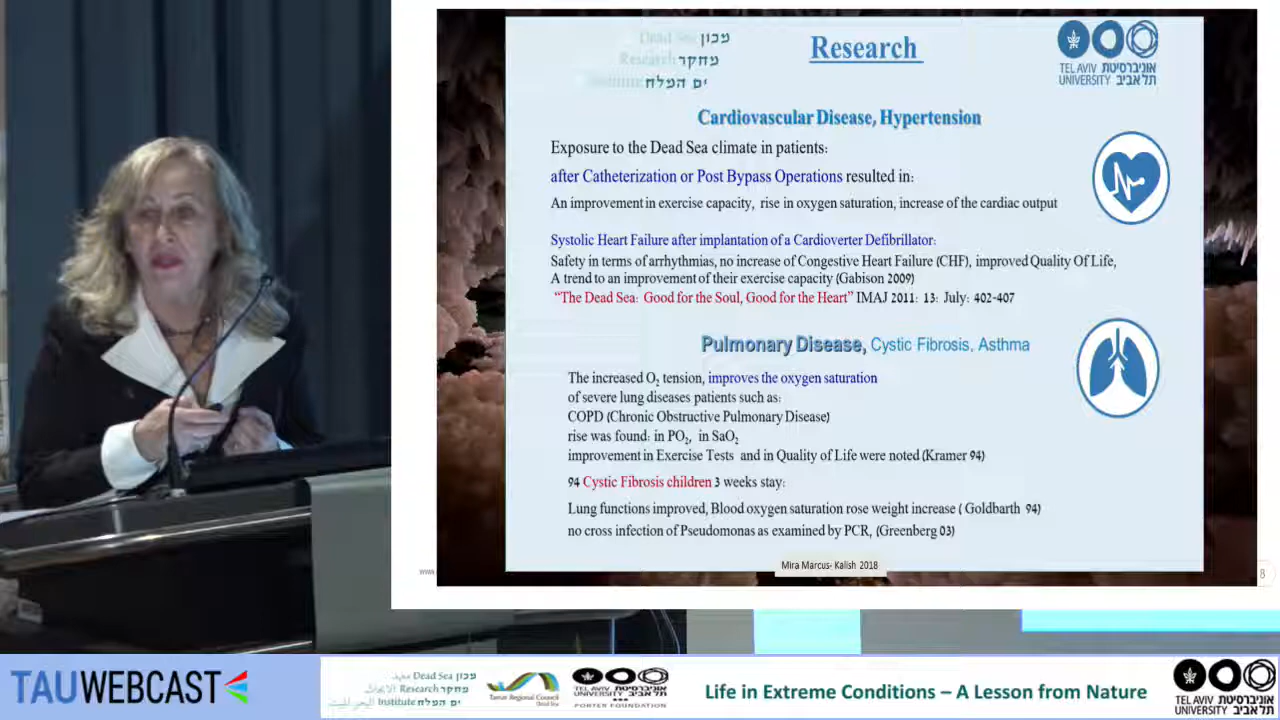 Dead Sea מכון
Research מחקר
Institute ים המלח
Research
TEL AVIV אוניברסיטת
UNIVERSITY תל אביב
Cardiovascular Disease, Hypertension
Exposure to the Dead Sea climate in patients:
after Catheterization or Post Bypass Operations resulted in:
An improvement in exercise capacity, rise in oxygen saturation, increase of the cardiac output
Systolic Heart Failure after implantation of a Cardioverter Defibrillator:
Safety in terms of arrhythmias, no increase of Congestive Heart Failure (CHF), improved Quality Of Life,
A trend to an improvement of their exercise capacity (Gabison 2009)
“The Dead Sea: Good for the Soul, Good for the Heart” IMAJ 2011: 13: July: 402-407
Pulmonary Disease, Cystic Fibrosis, Asthma
The increased O₂ tension, improves the oxygen saturation
of severe lung diseases patients such as:
COPD (Chronic Obstructive Pulmonary Disease)
rise was found: in PO₂, in SaO₂
improvement in Exercise Tests and in Quality of Life were noted (Kramer 94)
94 Cystic Fibrosis children 3 weeks stay:
Lung functions improved, Blood oxygen saturation rose weight increase ( Goldbarth 94)
no cross infection of Pseudomonas as examined by PCR, (Greenberg 03)
Mira Marcus- Kalish 2018
www.
8
TAUWEBCAST
Dead Sea מכון
Research מחקר
Institute ים המלח
Tamar Regional Council
Dead Sea
TEL AVIV אוניברסיטת
UNIVERSITY תל אביב
PORTER FOUNDATION
Life in Extreme Conditions – A Lesson from Nature
TEL AVIV אוניברסיטת
UNIVERSITY תל אביב